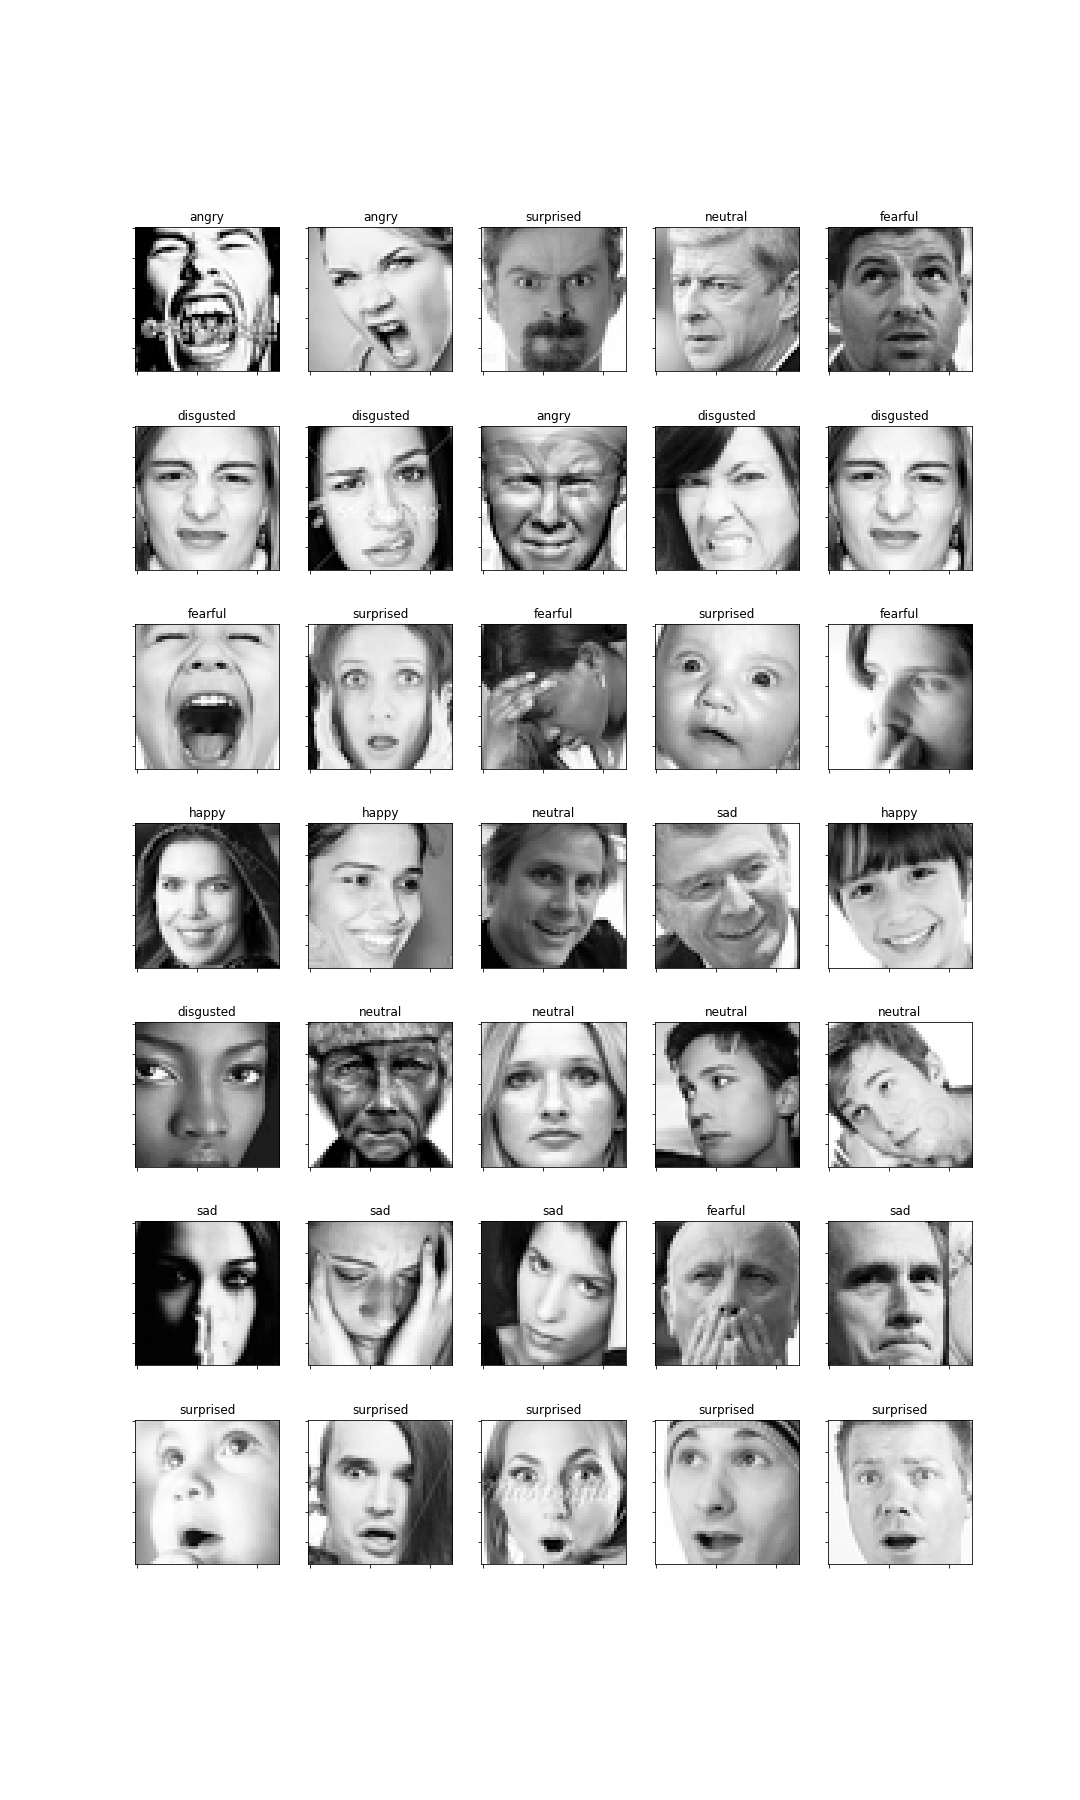 angry angry surprised neutral fearful
disgusted disgusted angry disgusted disgusted
fearful surprised fearful surprised fearful
happy happy neutral sad happy
disgusted neutral neutral neutral neutral
sad sad sad fearful sad
surprised surprised surprised surprised surprised